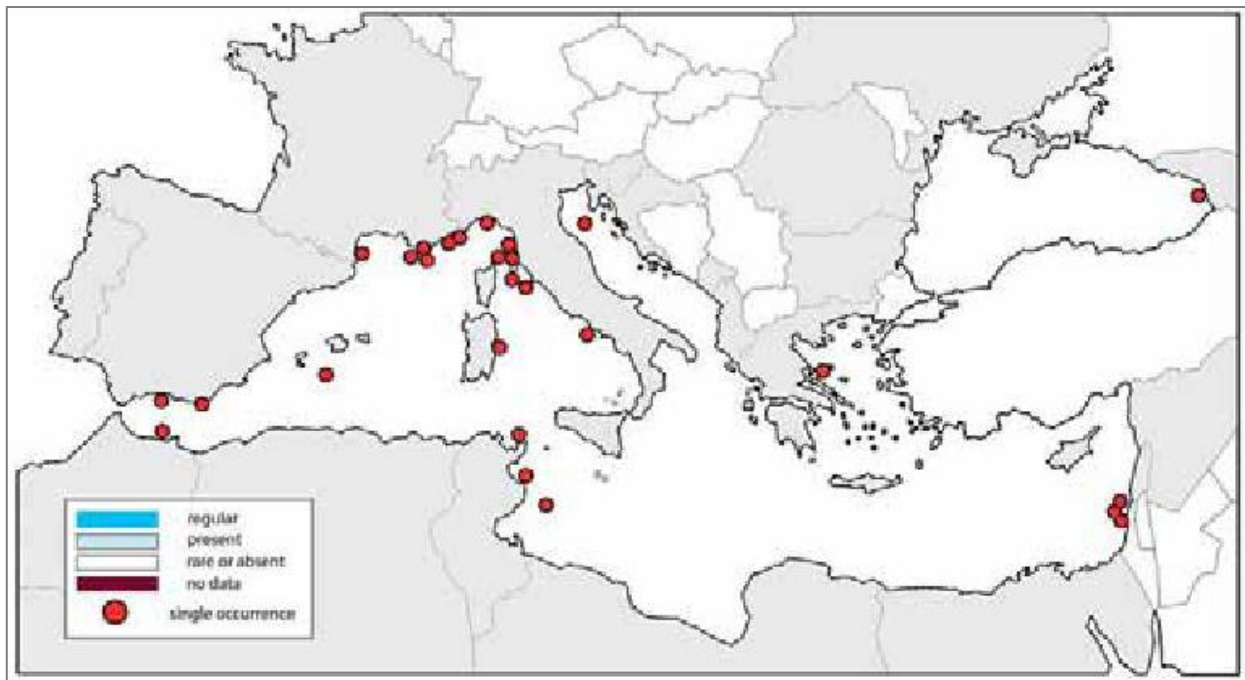 regular
present
rare or absent
no data
single occurrence